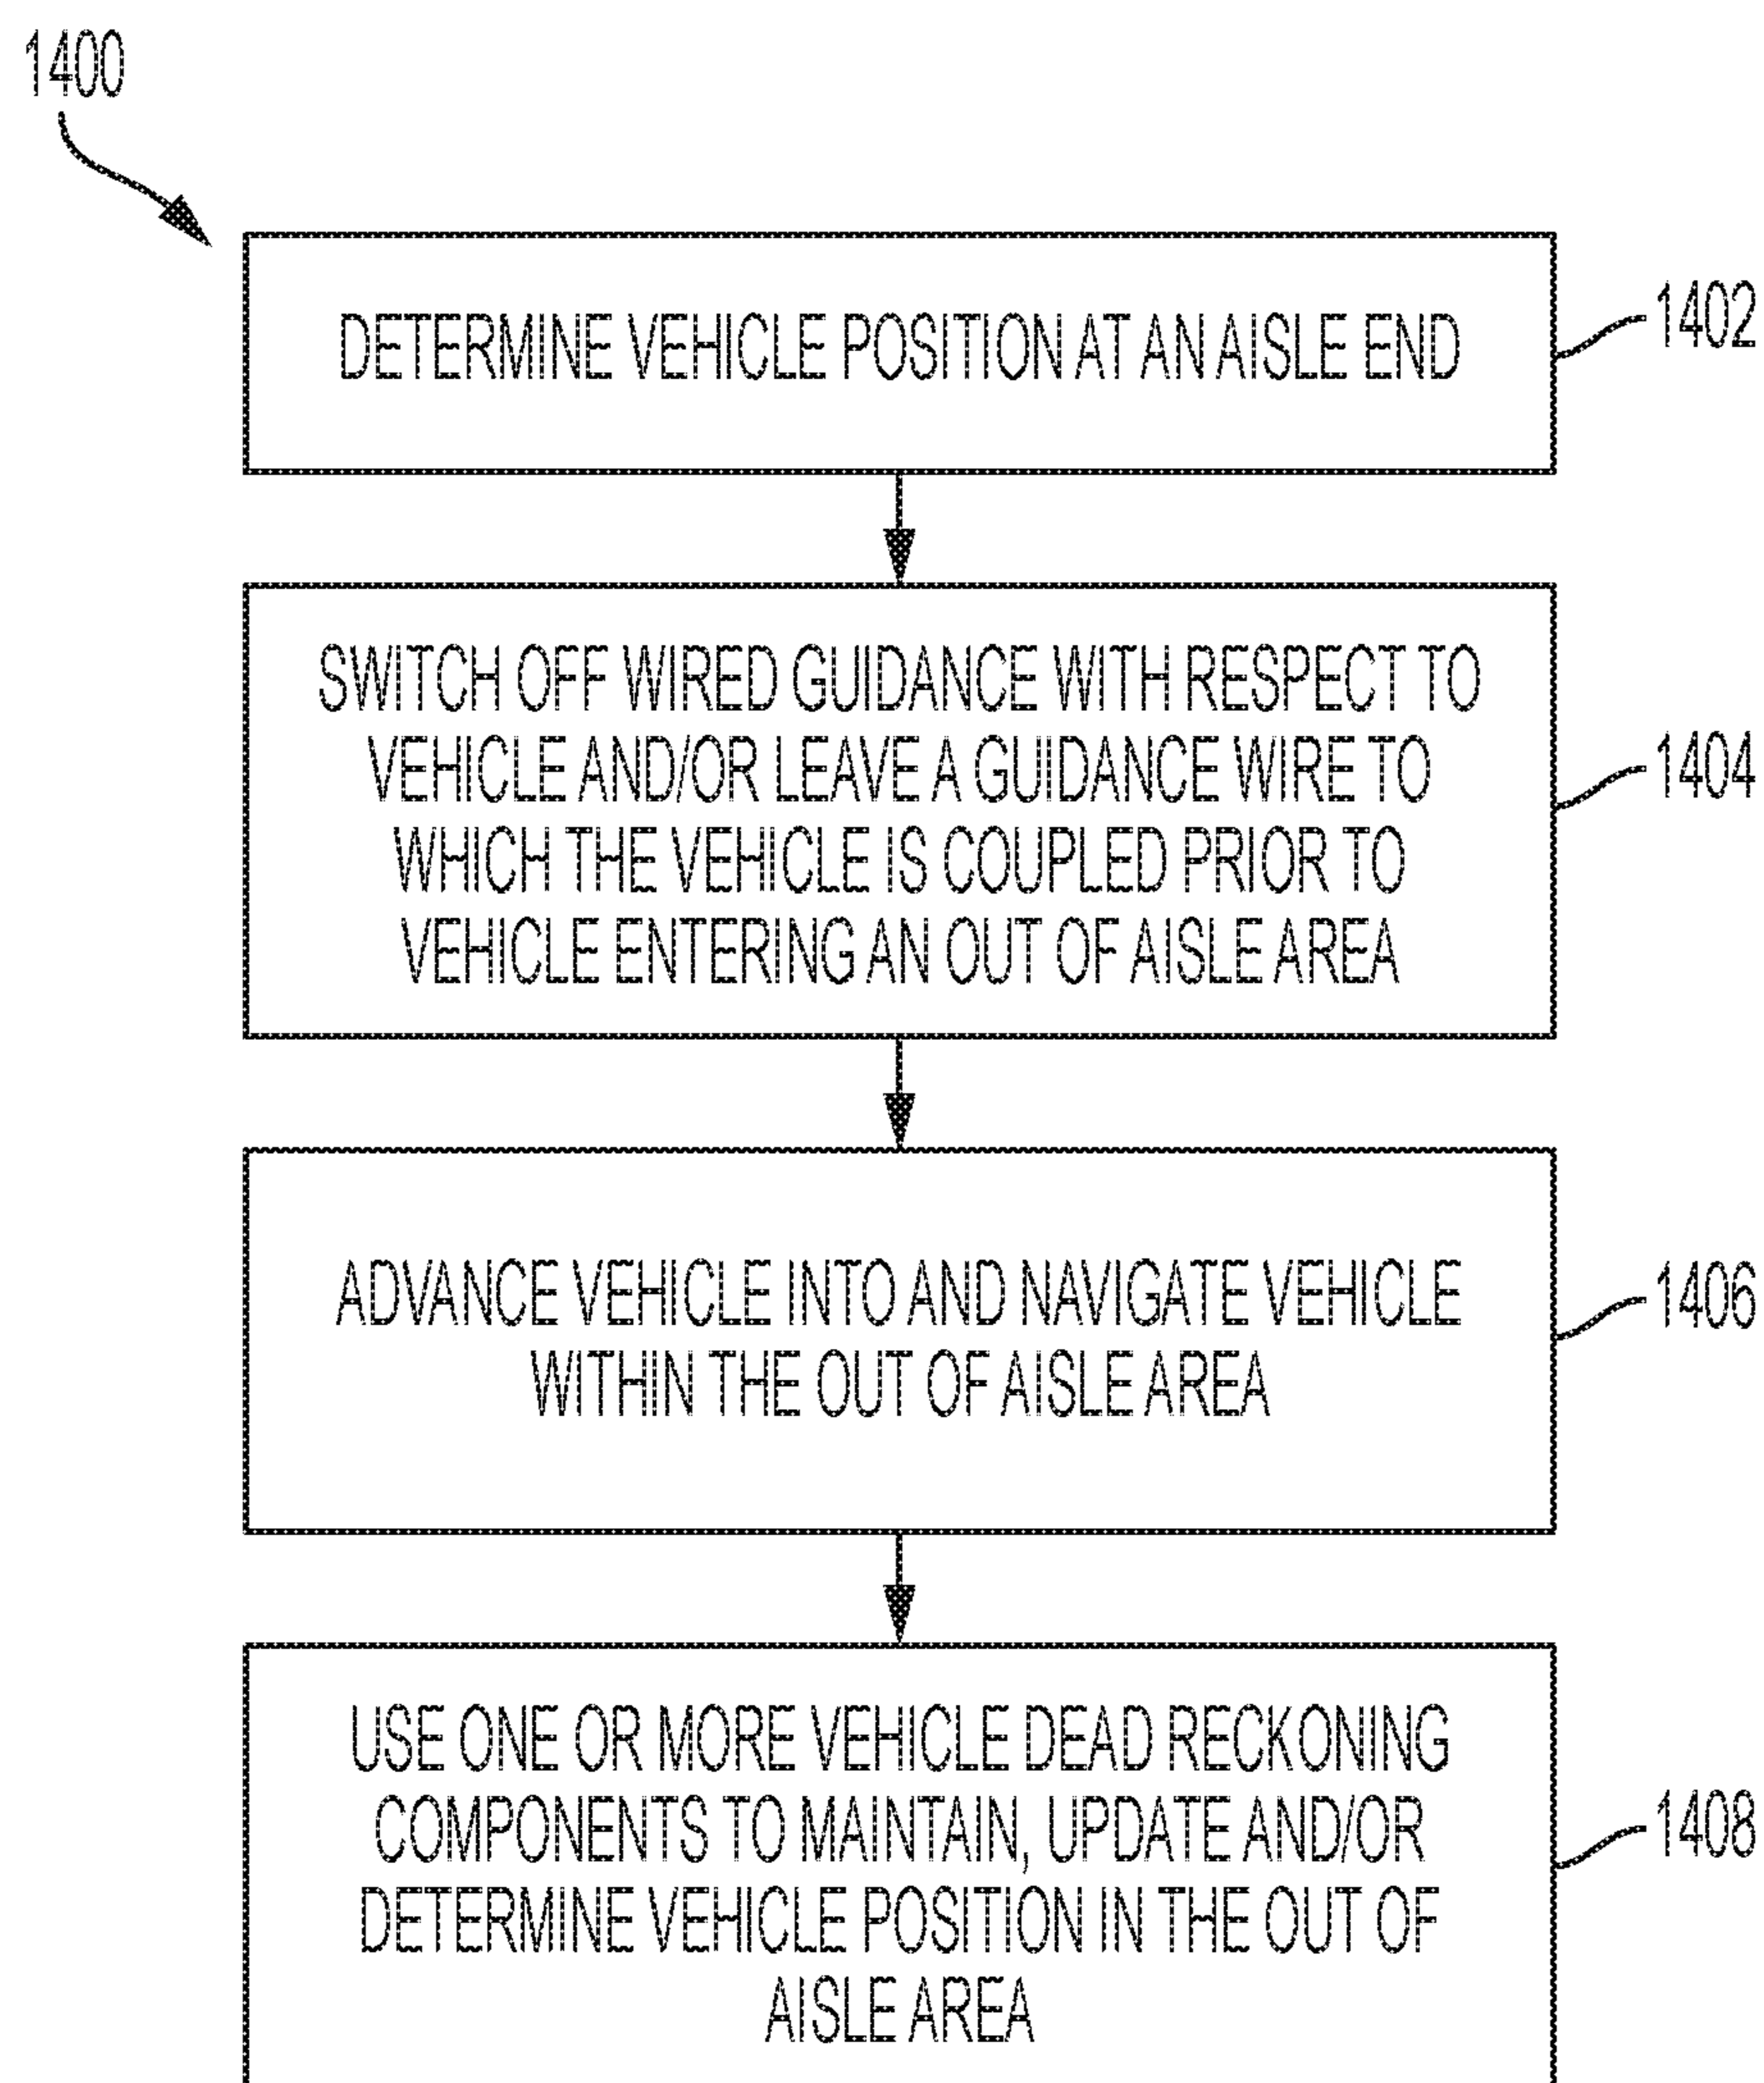 1400
DETERMINE VEHICLE POSITION AT AN AISLE END
1402
SWITCH OFF WIRED GUIDANCE WITH RESPECT TO
VEHICLE AND/OR LEAVE A GUIDANCE WIRE TO
WHICH THE VEHICLE IS COUPLED PRIOR TO
VEHICLE ENTERING AN OUT OF AISLE AREA
1404
ADVANCE VEHICLE INTO AND NAVIGATE VEHICLE
WITHIN THE OUT OF AISLE AREA
1406
USE ONE OR MORE VEHICLE DEAD RECKONING
COMPONENTS TO MAINTAIN, UPDATE AND/OR
DETERMINE VEHICLE POSITION IN THE OUT OF
AISLE AREA
1408